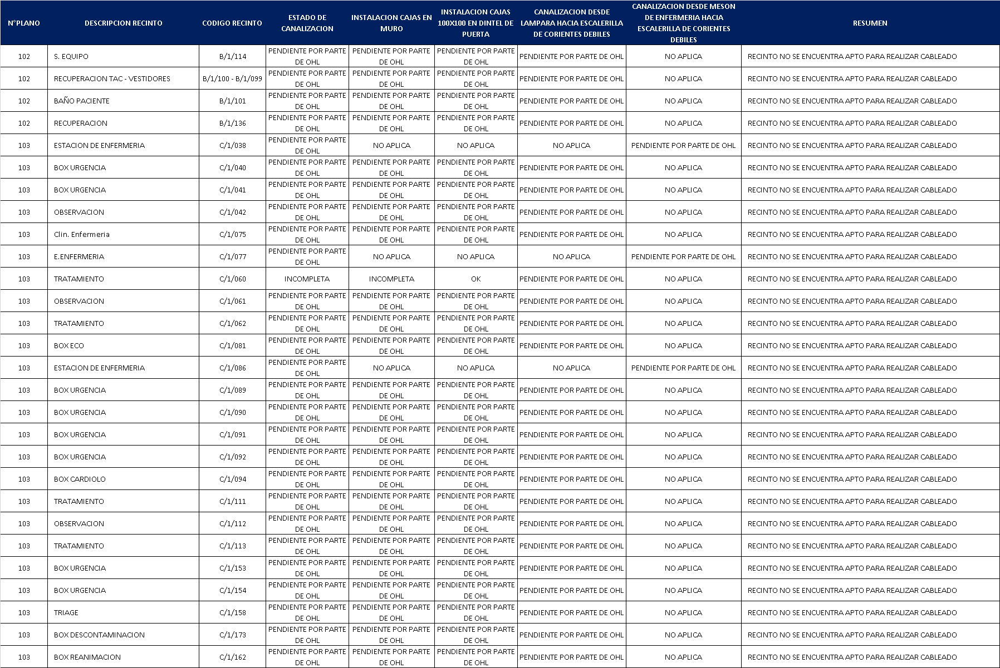 N°PLANO DESCRIPCION RECINTO CODIGO RECINTO ESTADO DE CANALIZACION INSTALACION CAJAS EN MURO INSTALACION CAJAS 100X100 EN DINTEL DE PUERTA CANALIZACION DESDE LAMPARA HACIA ESCALERILLA DE CORIENTES DEBILES CANALIZACION DESDE MESON DE ENFERMERIA HACIA ESCALERILLA DE CORIENTES DEBILES RESUMEN
102 S. EQUIPO B/1/114 PENDIENTE POR PARTE DE OHL PENDIENTE POR PARTE DE OHL PENDIENTE POR PARTE DE OHL PENDIENTE POR PARTE DE OHL NO APLICA RECINTO NO SE ENCUENTRA APTO PARA REALIZAR CABLEADO
102 RECUPERACION TAC - VESTIDORES B/1/100 - B/1/099 PENDIENTE POR PARTE DE OHL PENDIENTE POR PARTE DE OHL PENDIENTE POR PARTE DE OHL PENDIENTE POR PARTE DE OHL NO APLICA RECINTO NO SE ENCUENTRA APTO PARA REALIZAR CABLEADO
102 BAÑO PACIENTE B/1/101 PENDIENTE POR PARTE DE OHL PENDIENTE POR PARTE DE OHL PENDIENTE POR PARTE DE OHL PENDIENTE POR PARTE DE OHL NO APLICA RECINTO NO SE ENCUENTRA APTO PARA REALIZAR CABLEADO
102 RECUPERACION B/1/136 PENDIENTE POR PARTE DE OHL PENDIENTE POR PARTE DE OHL PENDIENTE POR PARTE DE OHL PENDIENTE POR PARTE DE OHL NO APLICA RECINTO NO SE ENCUENTRA APTO PARA REALIZAR CABLEADO
103 ESTACION DE ENFERMERIA C/1/038 PENDIENTE POR PARTE DE OHL NO APLICA NO APLICA NO APLICA PENDIENTE POR PARTE DE OHL RECINTO NO SE ENCUENTRA APTO PARA REALIZAR CABLEADO
103 BOX URGENCIA C/1/040 PENDIENTE POR PARTE DE OHL PENDIENTE POR PARTE DE OHL PENDIENTE POR PARTE DE OHL PENDIENTE POR PARTE DE OHL NO APLICA RECINTO NO SE ENCUENTRA APTO PARA REALIZAR CABLEADO
103 BOX URGENCIA C/1/041 PENDIENTE POR PARTE DE OHL PENDIENTE POR PARTE DE OHL PENDIENTE POR PARTE DE OHL PENDIENTE POR PARTE DE OHL NO APLICA RECINTO NO SE ENCUENTRA APTO PARA REALIZAR CABLEADO
103 OBSERVACION C/1/042 PENDIENTE POR PARTE DE OHL PENDIENTE POR PARTE DE OHL PENDIENTE POR PARTE DE OHL PENDIENTE POR PARTE DE OHL NO APLICA RECINTO NO SE ENCUENTRA APTO PARA REALIZAR CABLEADO
103 Clin. Enfermeria C/1/075 PENDIENTE POR PARTE DE OHL PENDIENTE POR PARTE DE OHL PENDIENTE POR PARTE DE OHL PENDIENTE POR PARTE DE OHL NO APLICA RECINTO NO SE ENCUENTRA APTO PARA REALIZAR CABLEADO
103 E.ENFERMERIA C/1/077 PENDIENTE POR PARTE DE OHL NO APLICA NO APLICA NO APLICA PENDIENTE POR PARTE DE OHL RECINTO NO SE ENCUENTRA APTO PARA REALIZAR CABLEADO
103 TRATAMIENTO C/1/060 INCOMPLETA INCOMPLETA OK PENDIENTE POR PARTE DE OHL NO APLICA RECINTO NO SE ENCUENTRA APTO PARA REALIZAR CABLEADO
103 OBSERVACION C/1/061 PENDIENTE POR PARTE DE OHL PENDIENTE POR PARTE DE OHL PENDIENTE POR PARTE DE OHL PENDIENTE POR PARTE DE OHL NO APLICA RECINTO NO SE ENCUENTRA APTO PARA REALIZAR CABLEADO
103 TRATAMIENTO C/1/062 PENDIENTE POR PARTE DE OHL PENDIENTE POR PARTE DE OHL PENDIENTE POR PARTE DE OHL PENDIENTE POR PARTE DE OHL NO APLICA RECINTO NO SE ENCUENTRA APTO PARA REALIZAR CABLEADO
103 BOX ECO C/1/081 PENDIENTE POR PARTE DE OHL PENDIENTE POR PARTE DE OHL PENDIENTE POR PARTE DE OHL PENDIENTE POR PARTE DE OHL NO APLICA RECINTO NO SE ENCUENTRA APTO PARA REALIZAR CABLEADO
103 ESTACION DE ENFERMERIA C/1/086 PENDIENTE POR PARTE DE OHL NO APLICA NO APLICA NO APLICA PENDIENTE POR PARTE DE OHL RECINTO NO SE ENCUENTRA APTO PARA REALIZAR CABLEADO
103 BOX URGENCIA C/1/089 PENDIENTE POR PARTE DE OHL PENDIENTE POR PARTE DE OHL PENDIENTE POR PARTE DE OHL PENDIENTE POR PARTE DE OHL NO APLICA RECINTO NO SE ENCUENTRA APTO PARA REALIZAR CABLEADO
103 BOX URGENCIA C/1/090 PENDIENTE POR PARTE DE OHL PENDIENTE POR PARTE DE OHL PENDIENTE POR PARTE DE OHL PENDIENTE POR PARTE DE OHL NO APLICA RECINTO NO SE ENCUENTRA APTO PARA REALIZAR CABLEADO
103 BOX URGENCIA C/1/091 PENDIENTE POR PARTE DE OHL PENDIENTE POR PARTE DE OHL PENDIENTE POR PARTE DE OHL PENDIENTE POR PARTE DE OHL NO APLICA RECINTO NO SE ENCUENTRA APTO PARA REALIZAR CABLEADO
103 BOX URGENCIA C/1/092 PENDIENTE POR PARTE DE OHL PENDIENTE POR PARTE DE OHL PENDIENTE POR PARTE DE OHL PENDIENTE POR PARTE DE OHL NO APLICA RECINTO NO SE ENCUENTRA APTO PARA REALIZAR CABLEADO
103 BOX CARDIOLO C/1/094 PENDIENTE POR PARTE DE OHL PENDIENTE POR PARTE DE OHL PENDIENTE POR PARTE DE OHL PENDIENTE POR PARTE DE OHL NO APLICA RECINTO NO SE ENCUENTRA APTO PARA REALIZAR CABLEADO
103 TRATAMIENTO C/1/111 PENDIENTE POR PARTE DE OHL PENDIENTE POR PARTE DE OHL PENDIENTE POR PARTE DE OHL PENDIENTE POR PARTE DE OHL NO APLICA RECINTO NO SE ENCUENTRA APTO PARA REALIZAR CABLEADO
103 OBSERVACION C/1/112 PENDIENTE POR PARTE DE OHL PENDIENTE POR PARTE DE OHL PENDIENTE POR PARTE DE OHL PENDIENTE POR PARTE DE OHL NO APLICA RECINTO NO SE ENCUENTRA APTO PARA REALIZAR CABLEADO
103 TRATAMIENTO C/1/113 PENDIENTE POR PARTE DE OHL PENDIENTE POR PARTE DE OHL PENDIENTE POR PARTE DE OHL PENDIENTE POR PARTE DE OHL NO APLICA RECINTO NO SE ENCUENTRA APTO PARA REALIZAR CABLEADO
103 BOX URGENCIA C/1/153 PENDIENTE POR PARTE DE OHL PENDIENTE POR PARTE DE OHL PENDIENTE POR PARTE DE OHL PENDIENTE POR PARTE DE OHL NO APLICA RECINTO NO SE ENCUENTRA APTO PARA REALIZAR CABLEADO
103 BOX URGENCIA C/1/154 PENDIENTE POR PARTE DE OHL PENDIENTE POR PARTE DE OHL PENDIENTE POR PARTE DE OHL PENDIENTE POR PARTE DE OHL NO APLICA RECINTO NO SE ENCUENTRA APTO PARA REALIZAR CABLEADO
103 TRIAGE C/1/158 PENDIENTE POR PARTE DE OHL PENDIENTE POR PARTE DE OHL PENDIENTE POR PARTE DE OHL PENDIENTE POR PARTE DE OHL NO APLICA RECINTO NO SE ENCUENTRA APTO PARA REALIZAR CABLEADO
103 BOX DESCONTAMINACION C/1/173 PENDIENTE POR PARTE DE OHL PENDIENTE POR PARTE DE OHL PENDIENTE POR PARTE DE OHL PENDIENTE POR PARTE DE OHL NO APLICA RECINTO NO SE ENCUENTRA APTO PARA REALIZAR CABLEADO
103 BOX REANIMACION C/1/162 PENDIENTE POR PARTE DE OHL PENDIENTE POR PARTE DE OHL PENDIENTE POR PARTE DE OHL PENDIENTE POR PARTE DE OHL NO APLICA RECINTO NO SE ENCUENTRA APTO PARA REALIZAR CABLEADO